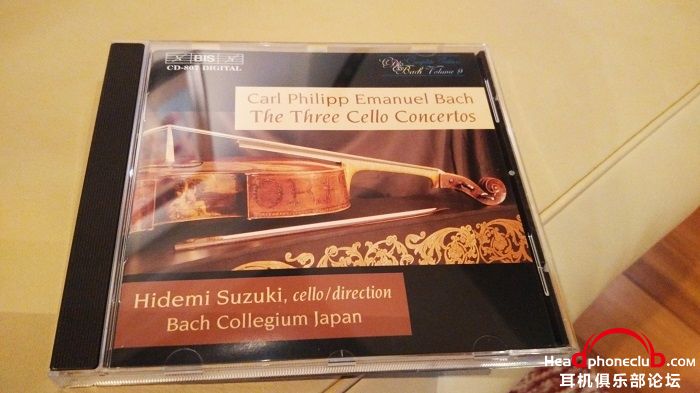 BIS
CD-807 DIGITAL
Bach Volume 9
Carl Philipp Emanuel Bach
The Three Cello Concertos
Hidemi Suzuki, cello/direction
Bach Collegium Japan
Headphoneclub.com
耳机俱乐部论坛